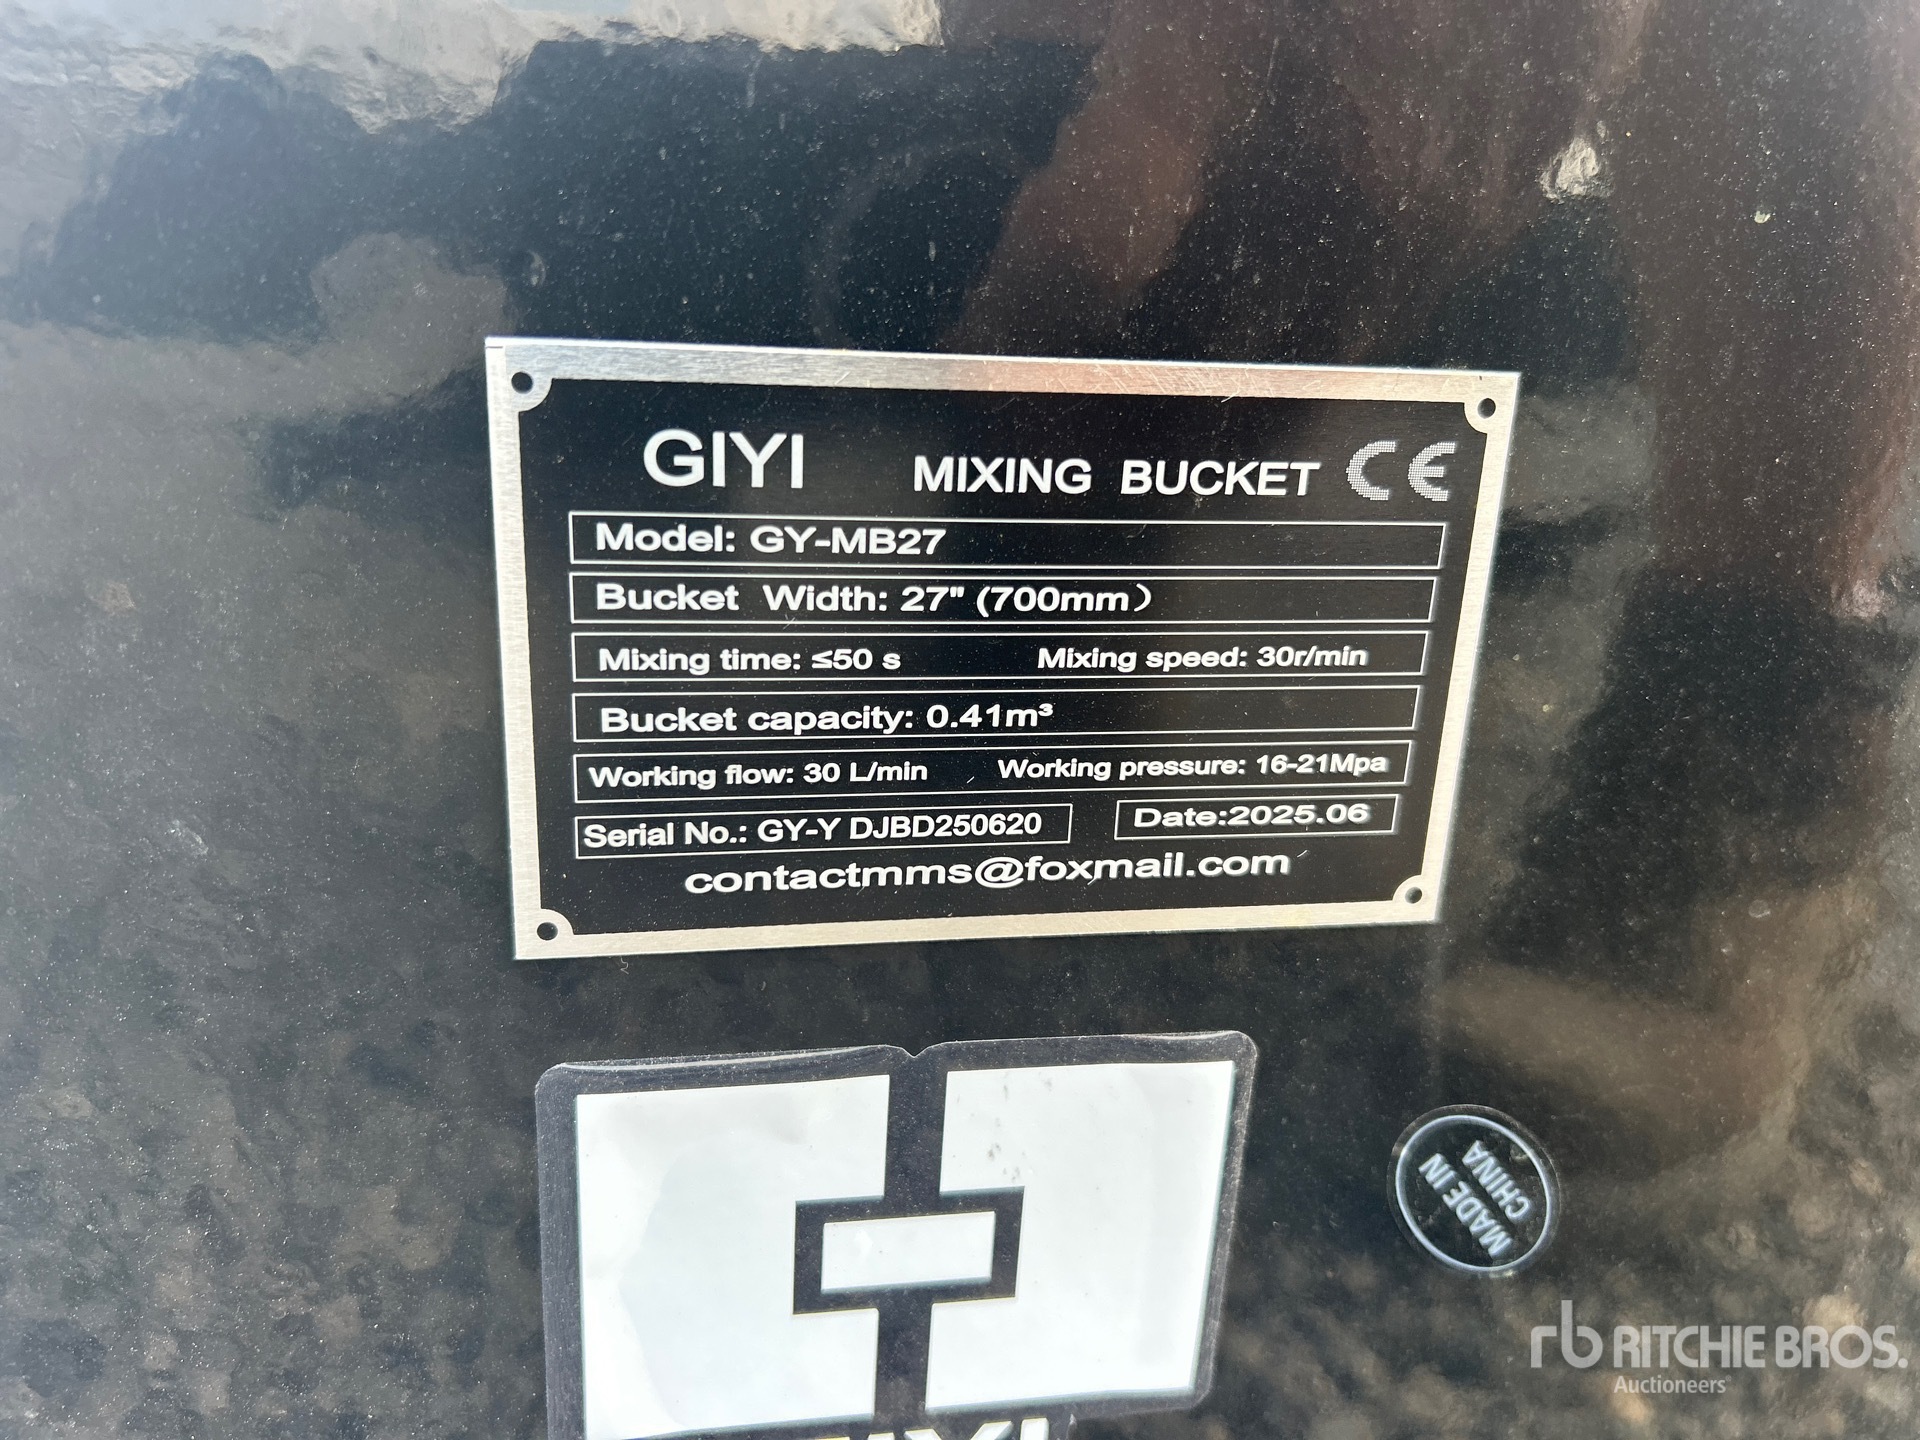 GIYI MIXING BUCKET CE
Model: GY-MB27
Bucket Width: 27" (700mm)
Mixing time: ≤50 s Mixing speed: 30r/min
Bucket capacity: 0.41m³
Working flow: 30 L/min Working pressure: 16-21Mpa
Serial No.: GY-Y DJBD250620 Date:2025.06
contactmms@foxmail.com
MADE IN
CHINA
rb RITCHIE BROS.
Auctioneers